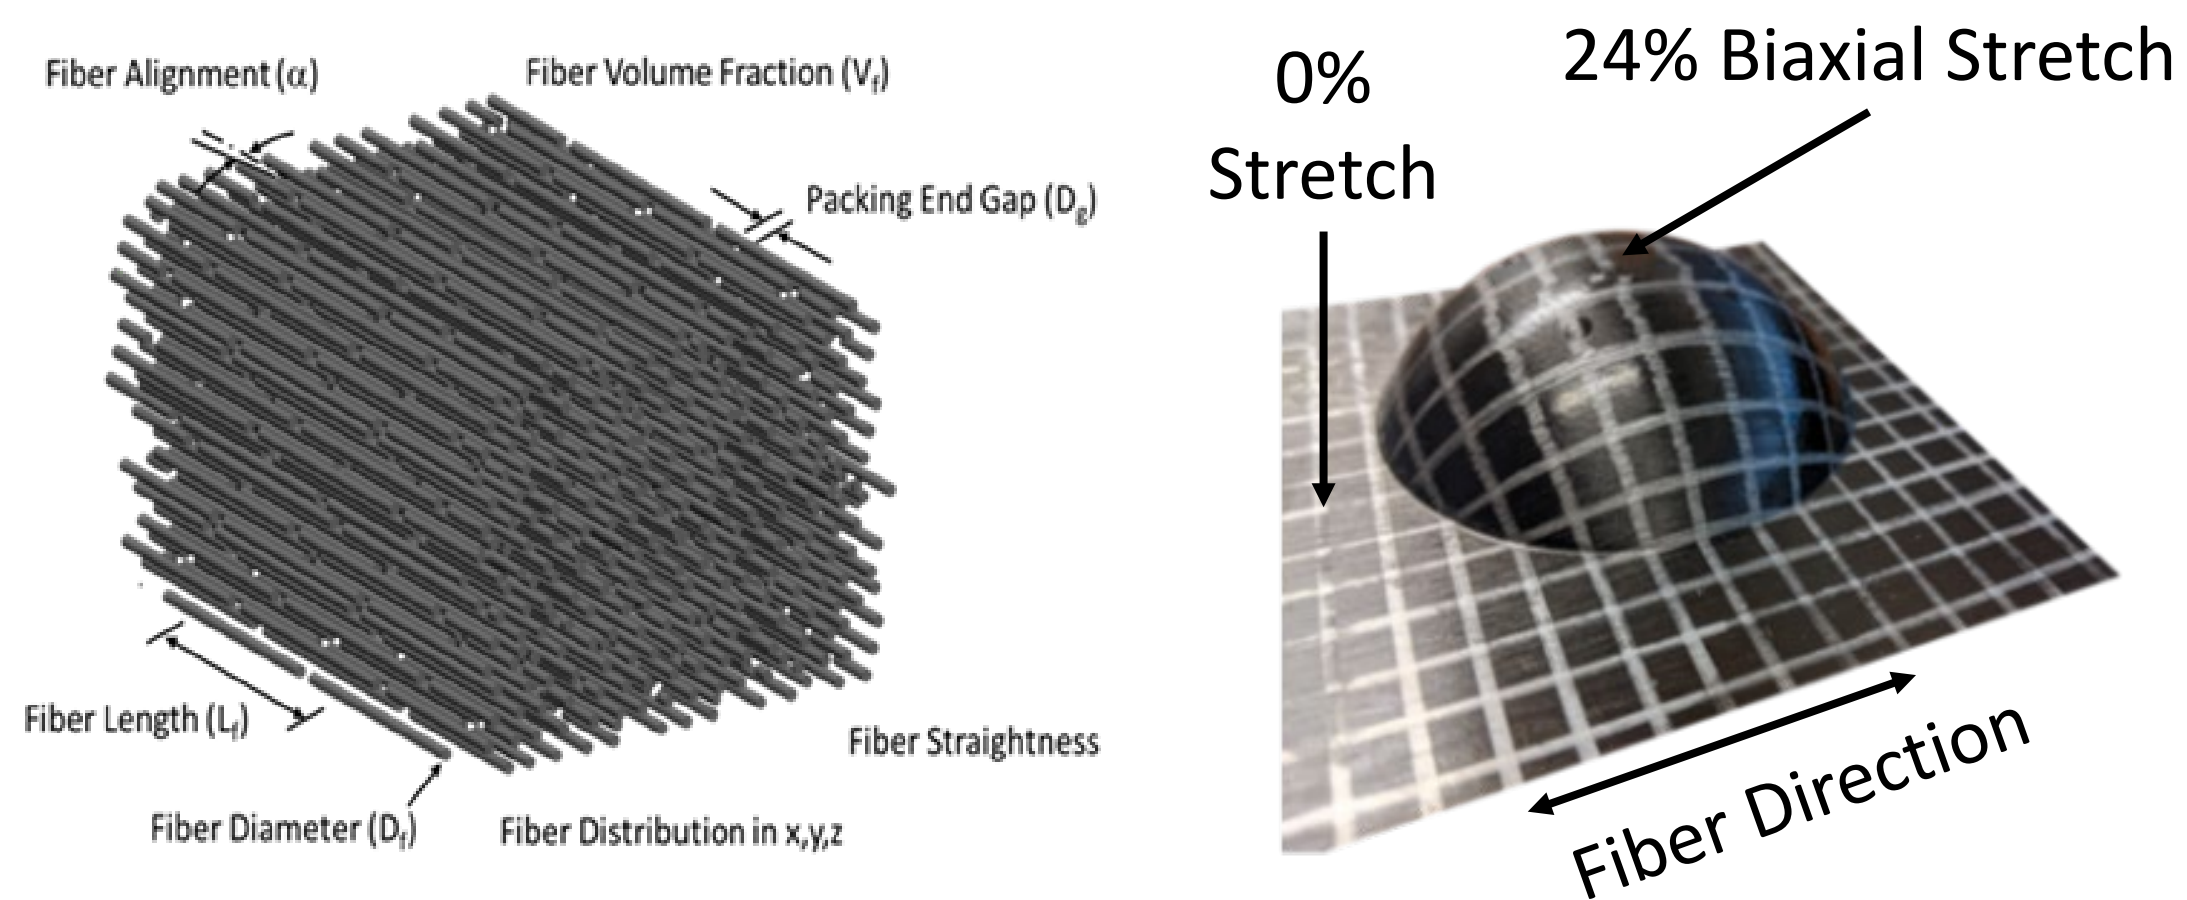 Fiber Alignment (α)
Fiber Volume Fraction (Vf)
Packing End Gap (Dg)
Fiber Length (Lf)
Fiber Diameter (Df)
Fiber Distribution in x,y,z
Fiber Straightness
0%
Stretch
24% Biaxial Stretch
Fiber Direction